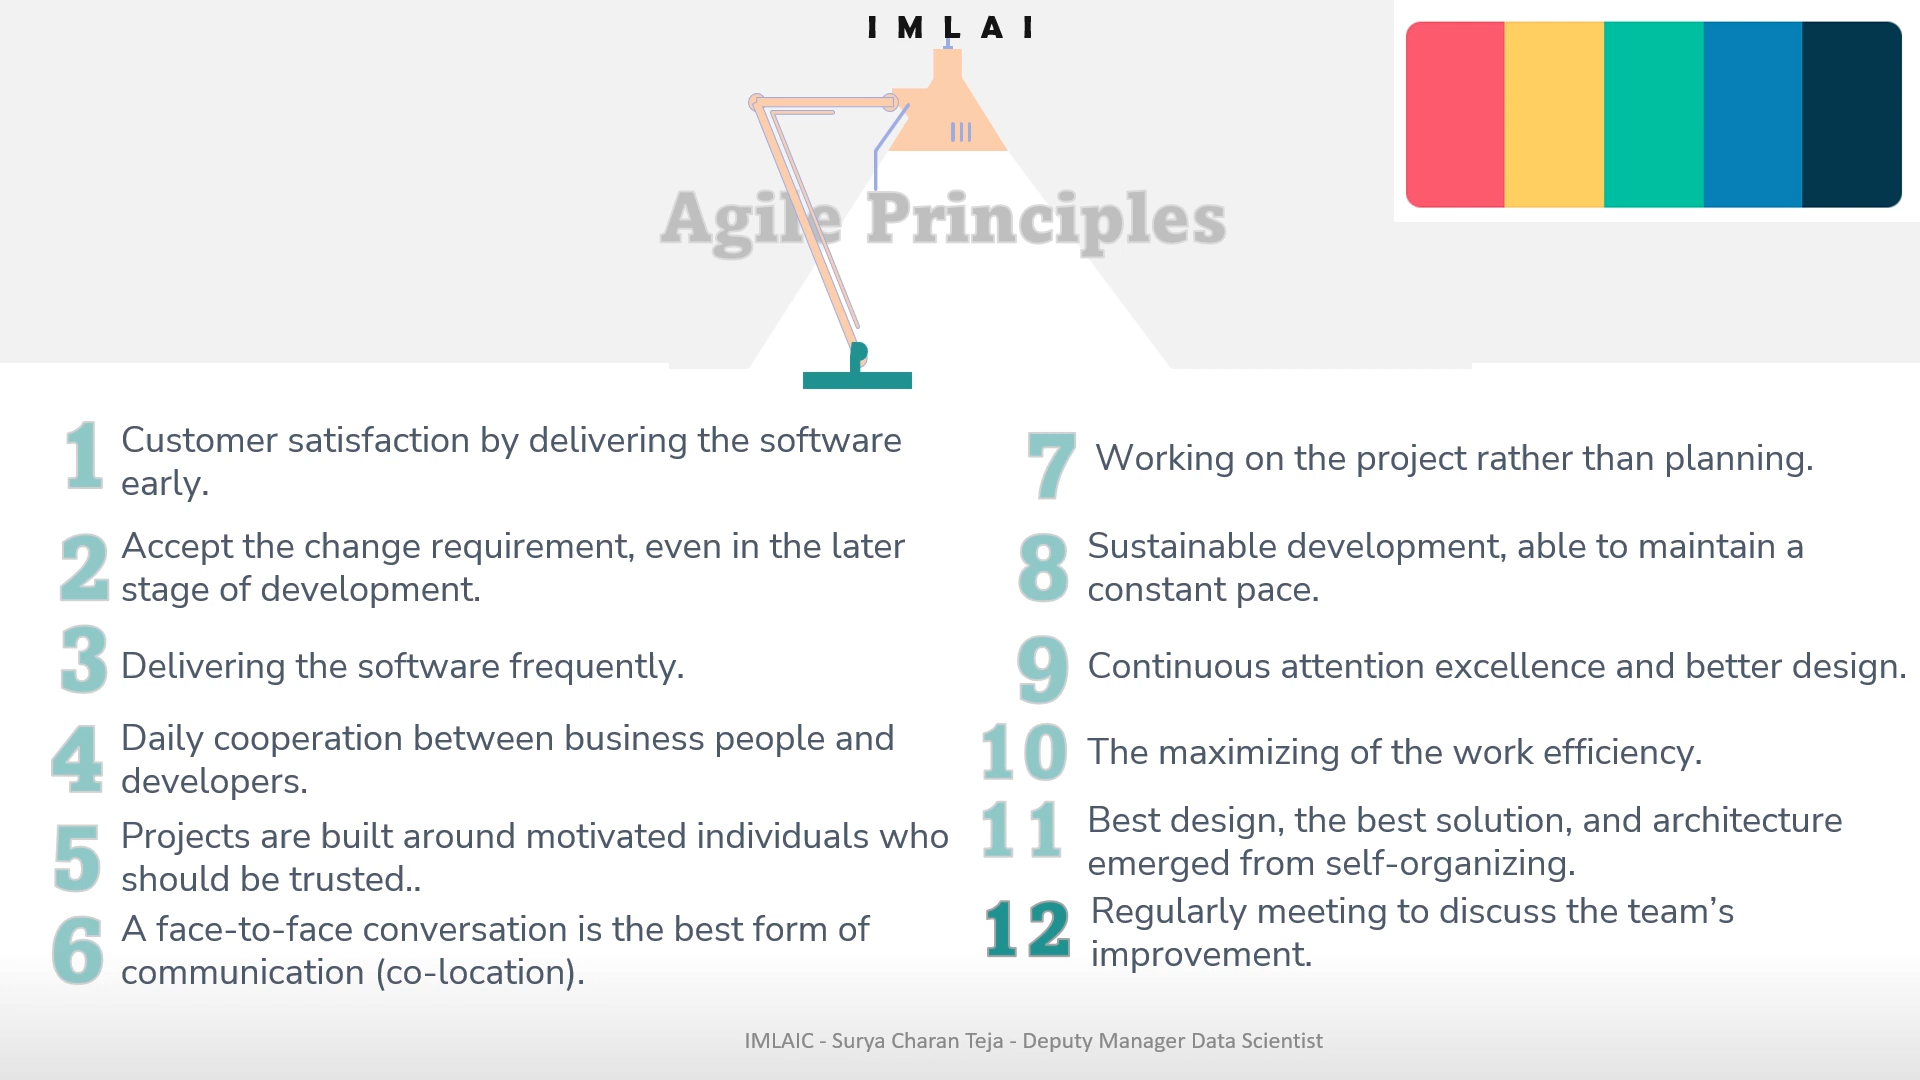 IMLAI
Agile Principles
1 Customer satisfaction by delivering the software
early.
2 Accept the change requirement, even in the later
stage of development.
3 Delivering the software frequently.
4 Daily cooperation between business people and
developers.
5 Projects are built around motivated individuals who
should be trusted..
6 A face-to-face conversation is the best form of
communication (co-location).
7 Working on the project rather than planning.
8 Sustainable development, able to maintain a
constant pace.
9 Continuous attention excellence and better design.
10 The maximizing of the work efficiency.
11 Best design, the best solution, and architecture
emerged from self-organizing.
12 Regularly meeting to discuss the team’s
improvement.
IMLAIC - Surya Charan Teja - Deputy Manager Data Scientist